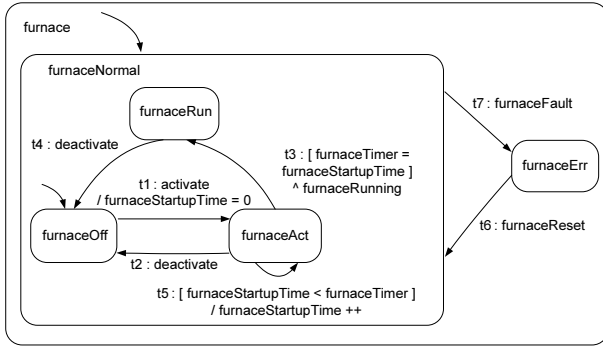 furnace
furnaceNormal
furnaceRun
t7 : furnaceFault
t4 : deactivate
t3 : [ furnaceTimer =
furnaceStartupTime ]
^ furnaceRunning
furnaceErr
t1 : activate
/ furnaceStartupTime = 0
furnaceOff
furnaceAct
t6 : furnaceReset
t2 : deactivate
t5 : [ furnaceStartupTime < furnaceTimer ]
/ furnaceStartupTime ++